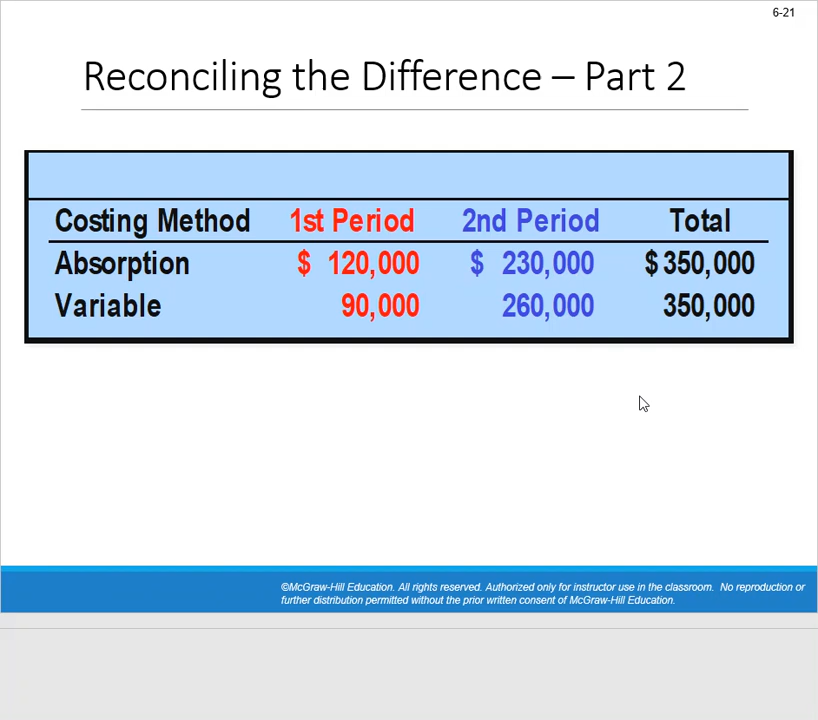 6-21
Reconciling the Difference – Part 2
Costing Method 1st Period 2nd Period Total
Absorption $ 120,000 $ 230,000 $ 350,000
Variable 90,000 260,000 350,000
©McGraw-Hill Education. All rights reserved. Authorized only for instructor use in the classroom. No reproduction or
further distribution permitted without the prior written consent of McGraw-Hill Education.